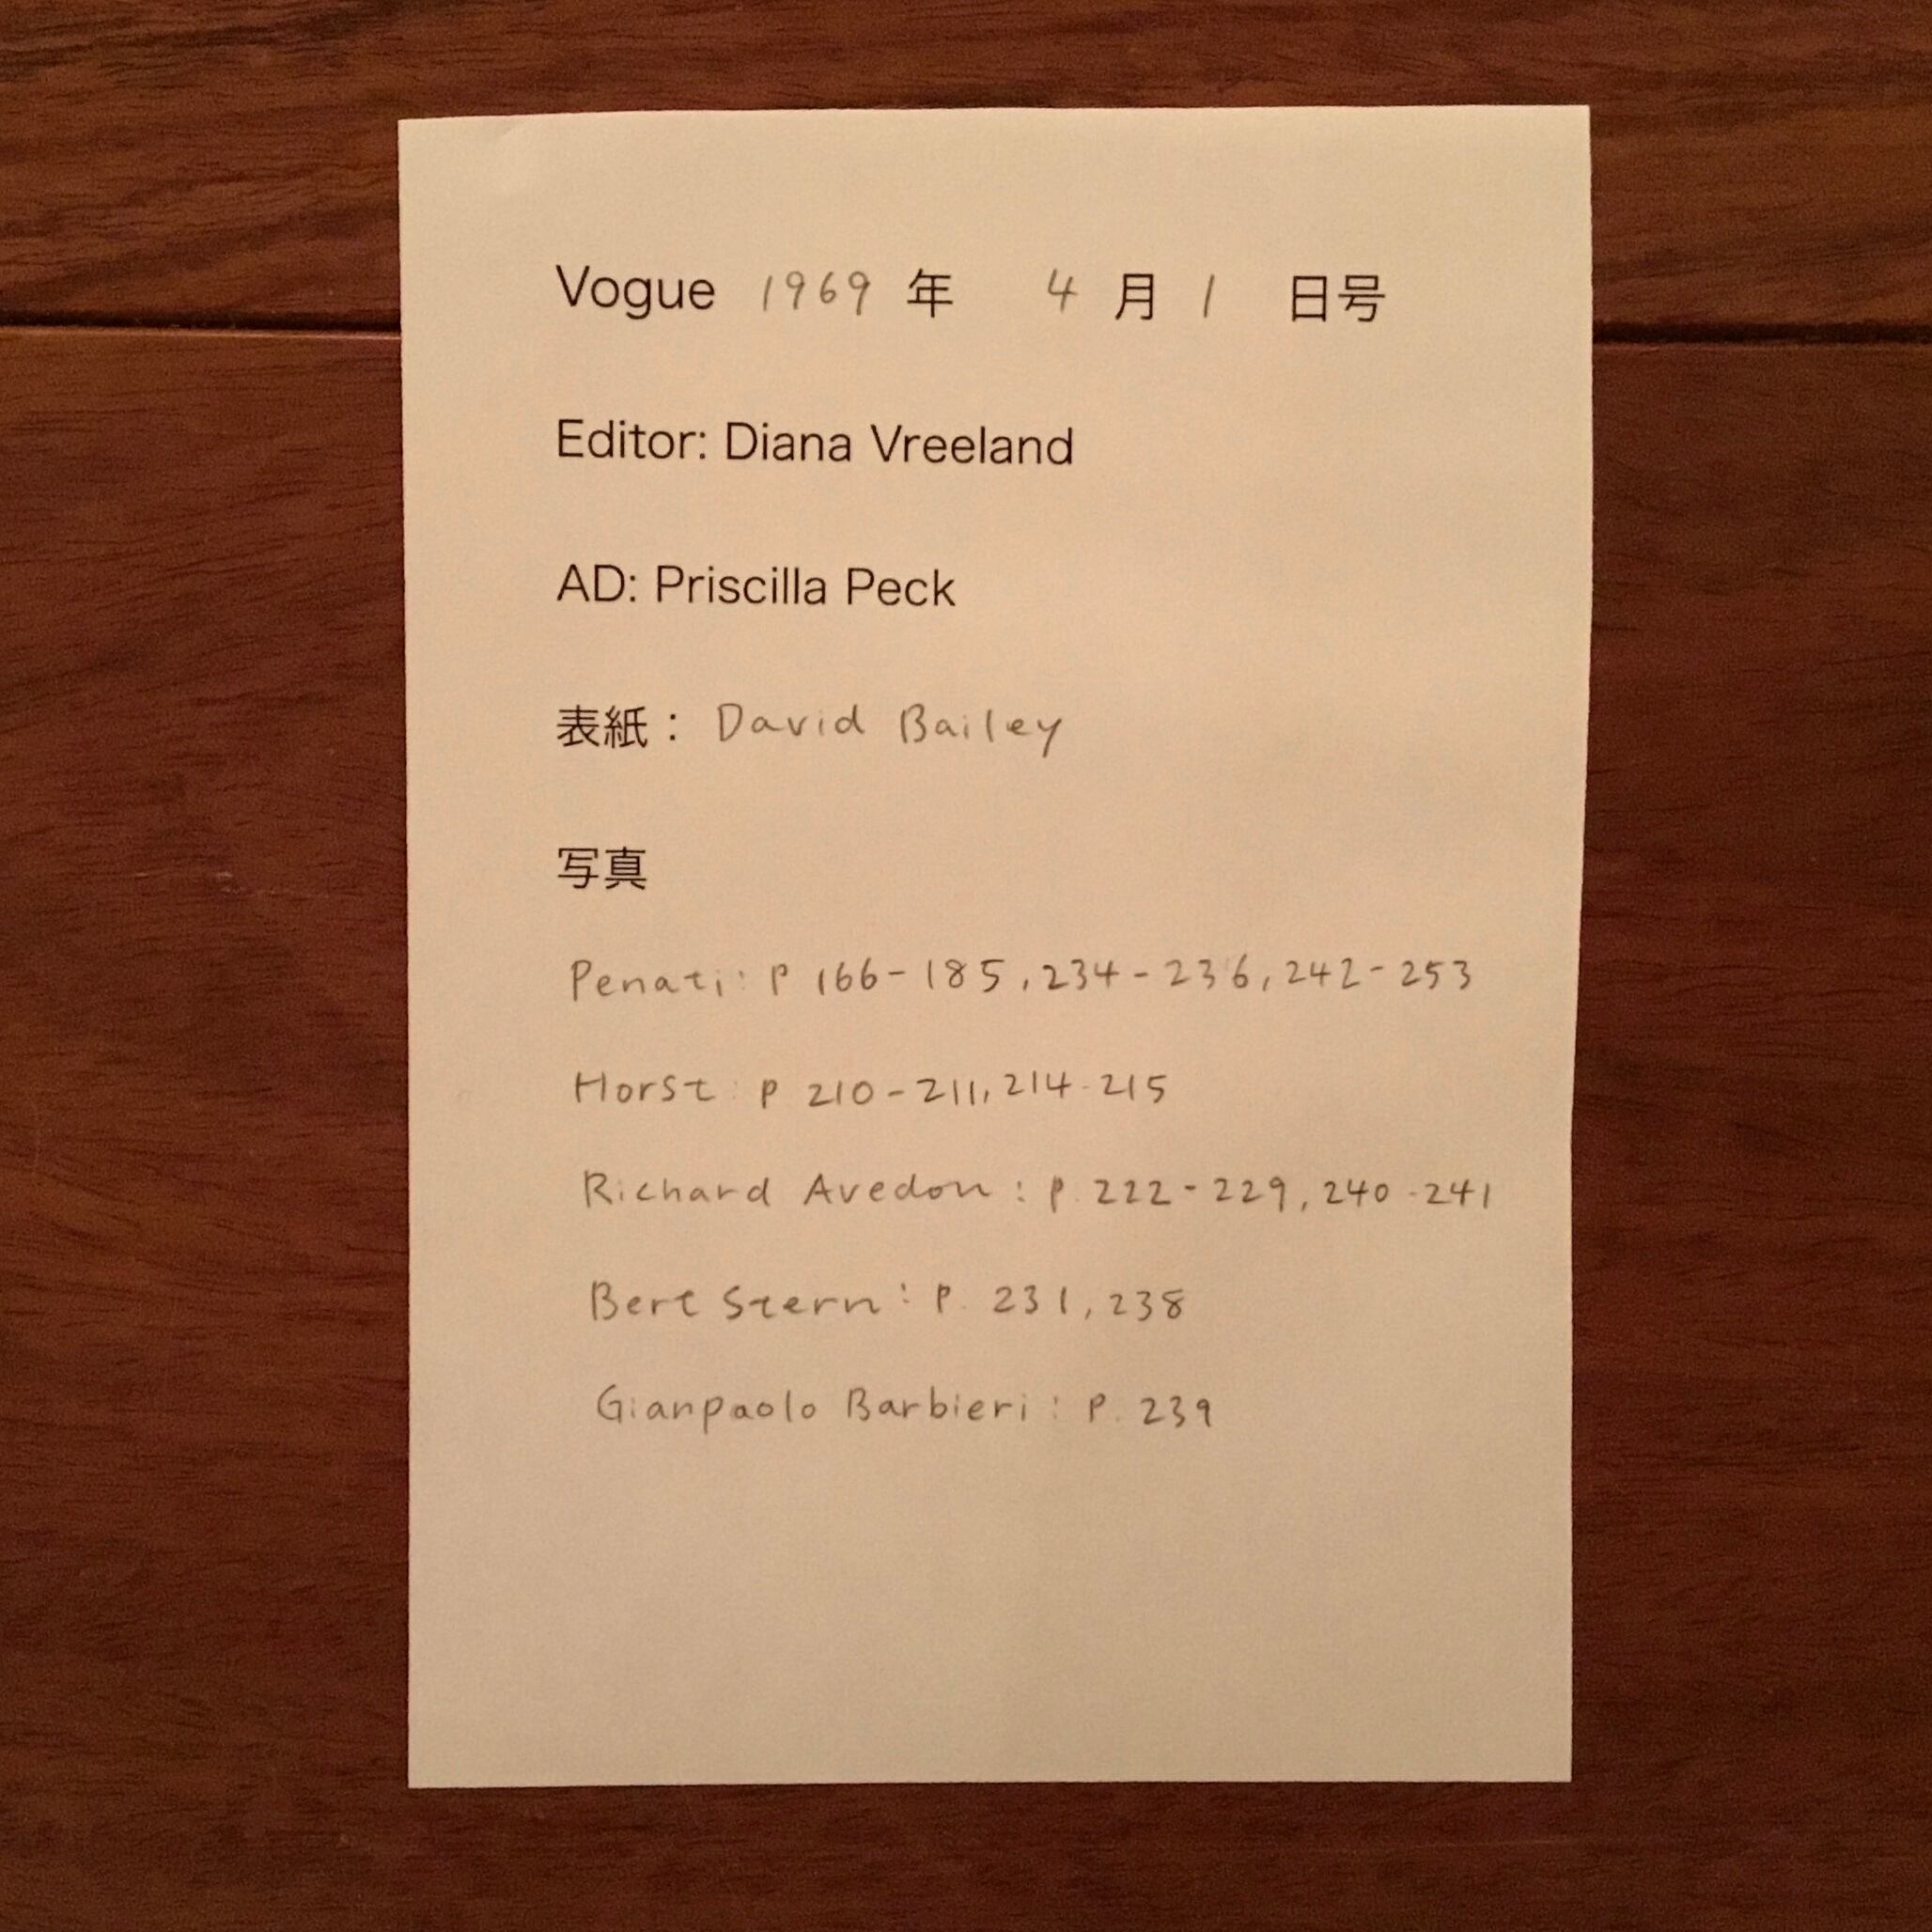 Vogue 1969 年 4 月 1 日号
Editor: Diana Vreeland
AD: Priscilla Peck
表紙： David Bailey
写真
Penati: P 166-185, 234-236, 242-253
Horst: P 210-211, 214-215
Richard Avedon: P. 222-229, 240-241
Bert Stern: P. 231, 238
Gianpaolo Barbieri: P. 239